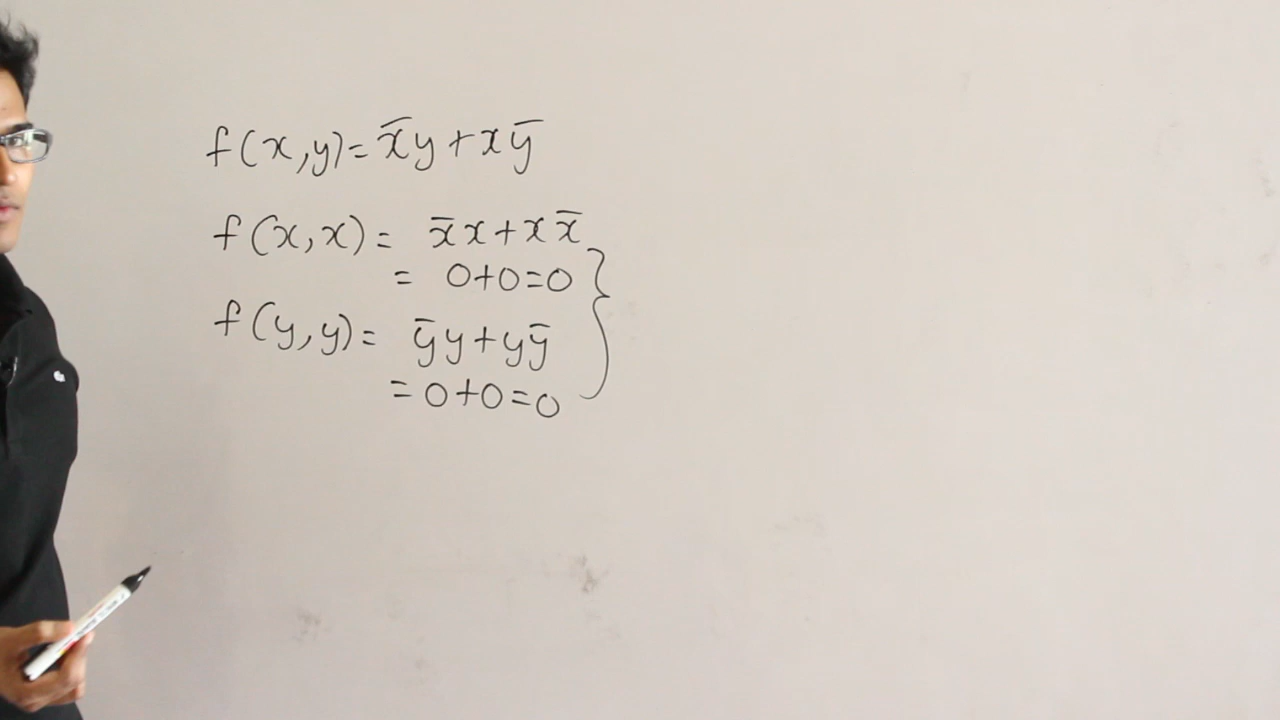 f(x,y)= x̄y+xȳ
f(x,x)= x̄x+xx̄
= 0+0=0
f(y,y)= ȳy+yȳ
=0+0=0